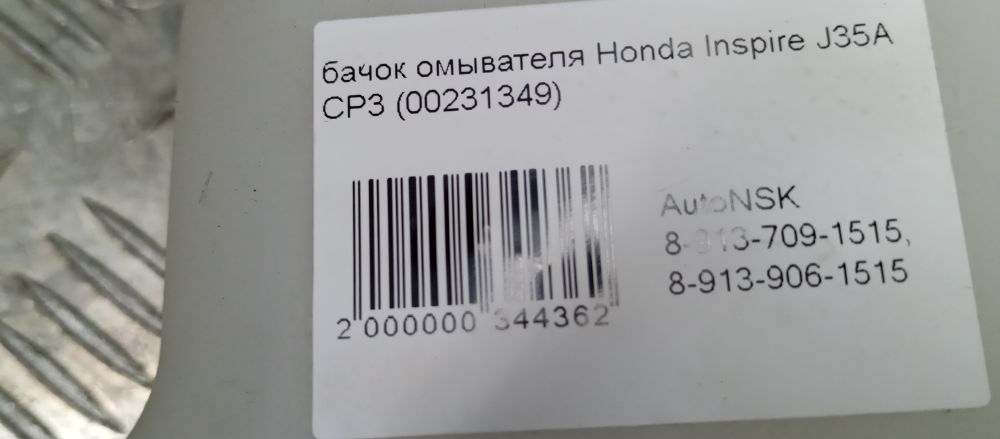 бачок омывателя Honda Inspire J35A
CP3 (00231349)
AutoNSK
8-913-709-1515,
8-913-906-1515
2 000000 344362